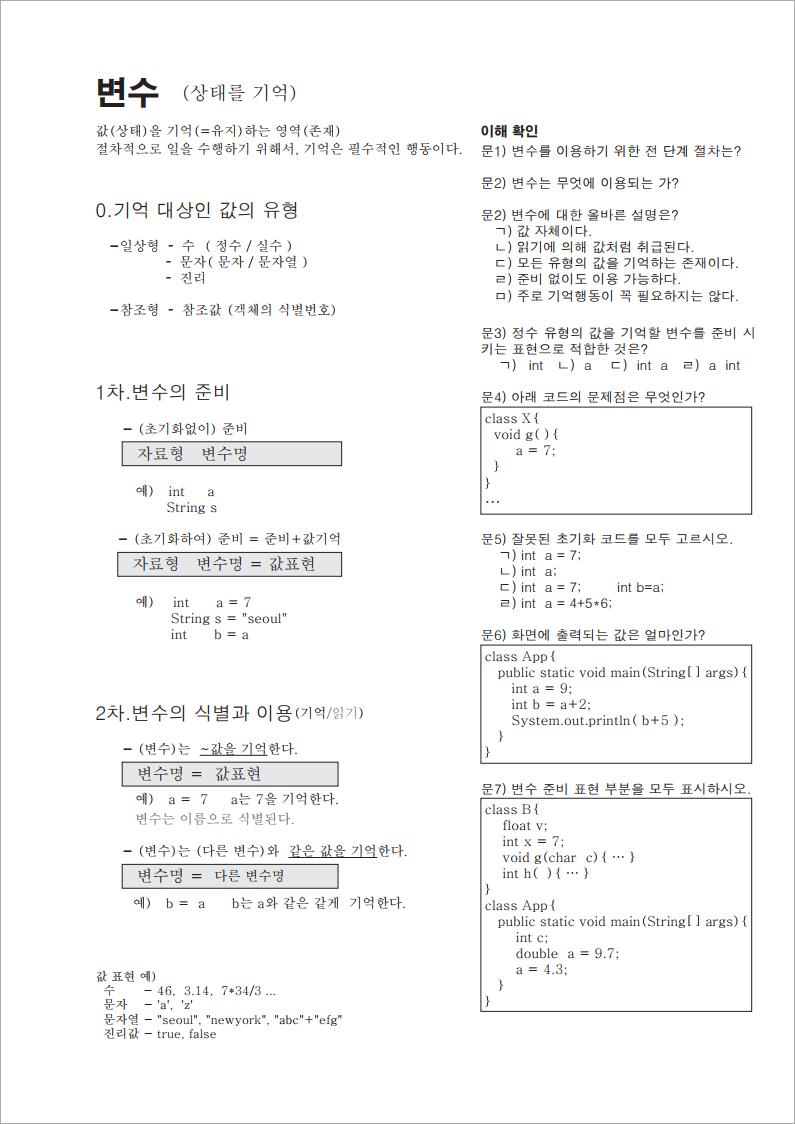 변수 (상태를 기억)
값(상태)을 기억(=유지)하는 영역(존재)
절차적으로 일을 수행하기 위해서, 기억은 필수적인 행동이다.
0.기억 대상인 값의 유형
-일상형 - 수 ( 정수 / 실수 )
- 문자( 문자 / 문자열 )
- 진리
-참조형 - 참조값 (객체의 식별번호)
1차.변수의 준비
- (초기화없이) 준비
자료형 변수명
예) int a
String s
- (초기화하여) 준비 = 준비+값기억
자료형 변수명 = 값표현
예) int a = 7
String s = "seoul"
int b = a
2차.변수의 식별과 이용(기억/읽기)
- (변수)는 ~값을 기억한다.
변수명 = 값표현
예) a = 7 a는 7을 기억한다.
변수는 이름으로 식별된다.
- (변수)는 (다른 변수)와 같은 값을 기억한다.
변수명 = 다른 변수명
예) b = a b는 a와 같은 같게 기억한다.
값 표현 예)
수 - 46, 3.14, 7*34/3 ...
문자 - 'a', 'z'
문자열 - "seoul", "newyork", "abc"+"efg"
진리값 - true, false
이해 확인
문1) 변수를 이용하기 위한 전 단계 절차는?
문2) 변수는 무엇에 이용되는 가?
문2) 변수에 대한 올바른 설명은?
ㄱ) 값 자체이다.
ㄴ) 읽기에 의해 값처럼 취급된다.
ㄷ) 모든 유형의 값을 기억하는 존재이다.
ㄹ) 준비 없이도 이용 가능하다.
ㅁ) 주로 기억행동이 꼭 필요하지는 않다.
문3) 정수 유형의 값을 기억할 변수를 준비 시
키는 표현으로 적합한 것은?
ㄱ) int ㄴ) a ㄷ) int a ㄹ) a int
문4) 아래 코드의 문제점은 무엇인가?
class X{
void g( ){
a = 7;
}
}
...
문5) 잘못된 초기화 코드를 모두 고르시오.
ㄱ) int a = 7;
ㄴ) int a;
ㄷ) int a = 7; int b=a;
ㄹ) int a = 4+5*6;
문6) 화면에 출력되는 값은 얼마인가?
class App{
public static void main(String[ ] args){
int a = 9;
int b = a+2;
System.out.println( b+5 );
}
}
문7) 변수 준비 표현 부분을 모두 표시하시오.
class B{
float v;
int x = 7;
void g(char c){ ... }
int h( ){ ... }
}
class App{
public static void main(String[ ] args){
int c;
double a = 9.7;
a = 4.3;
}
}